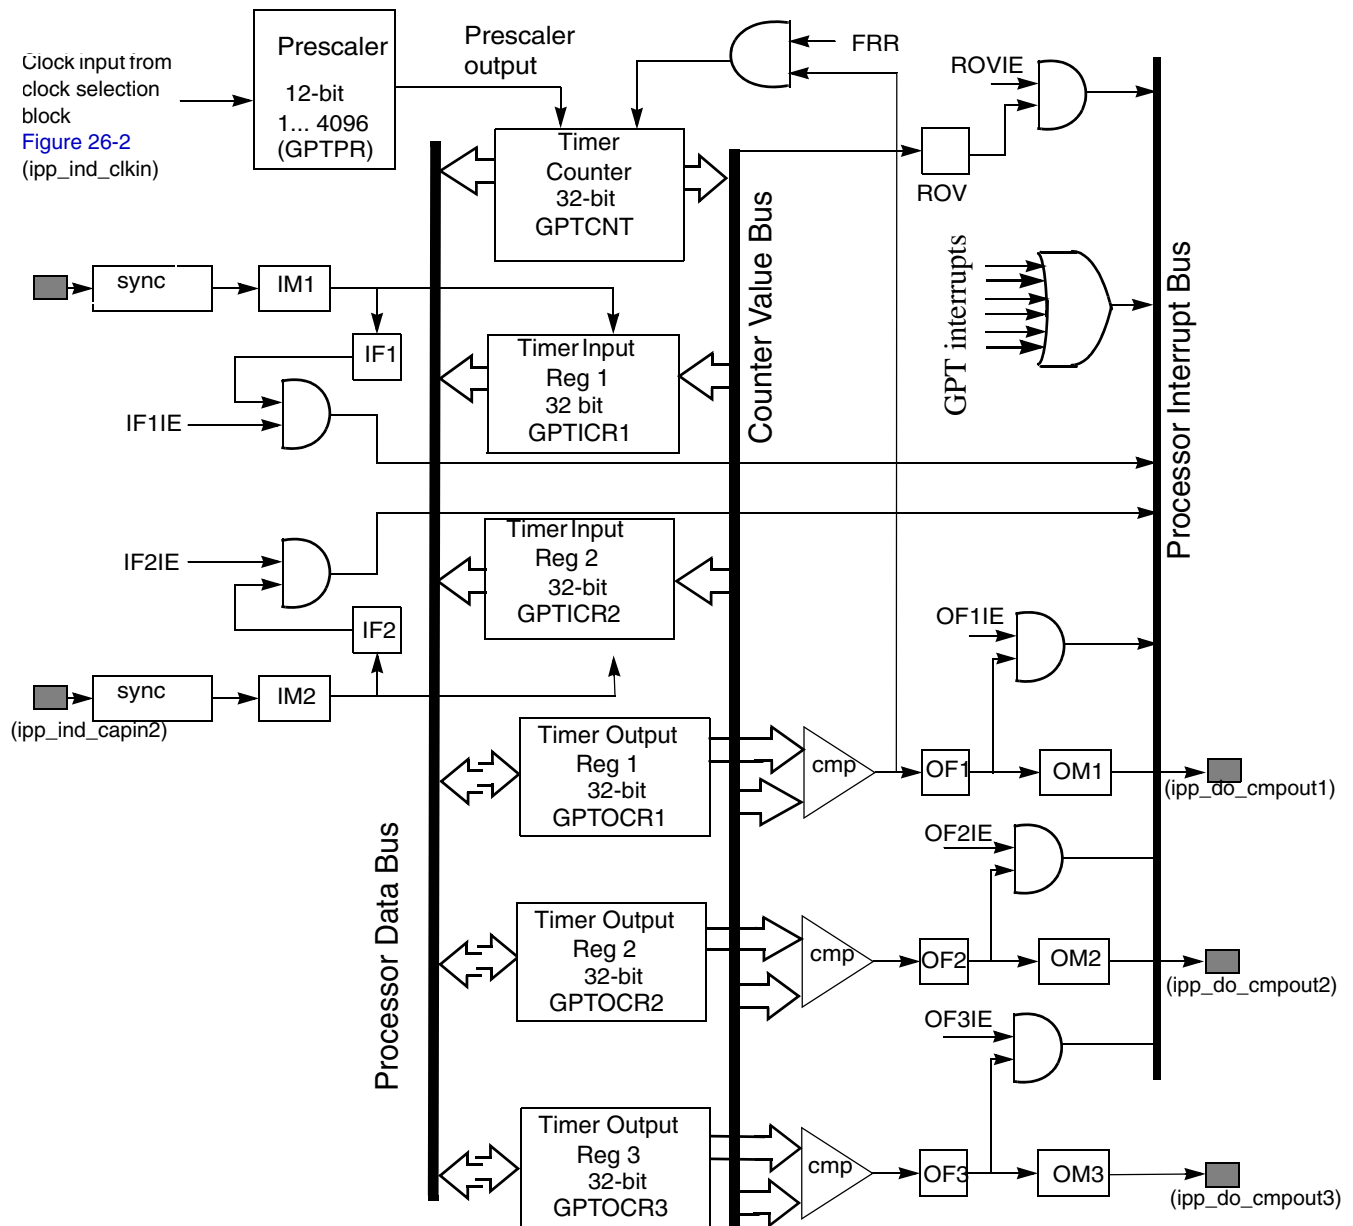 Clock input from
clock selection
block
Figure 26-2
(ipp_ind_clkin)
Prescaler
12-bit
1... 4096
(GPTPR)
Prescaler
output
FRR
ROVIE
ROV
Timer
Counter
32-bit
GPTCNT
Counter Value Bus
GPT interrupts
Processor Interrupt Bus
sync
IM1
IF1
IF1IE
Timer Input
Reg 1
32 bit
GPTICR1
IF2IE
IF2
Timer Input
Reg 2
32-bit
GPTICR2
sync
IM2
(ipp_ind_capin2)
OF1IE
Timer Output
Reg 1
32-bit
GPTOCR1
cmp
OF1
OM1
(ipp_do_cmpout1)
Processor Data Bus
OF2IE
Timer Output
Reg 2
32-bit
GPTOCR2
cmp
OF2
OM2
(ipp_do_cmpout2)
OF3IE
Timer Output
Reg 3
32-bit
GPTOCR3
cmp
OF3
OM3
(ipp_do_cmpout3)